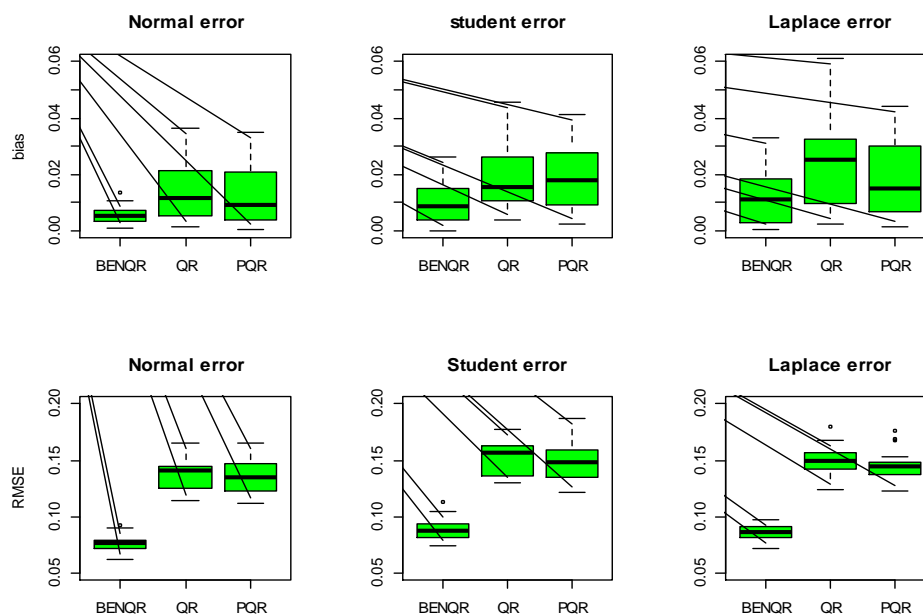 Normal error
student error
Laplace error
bias
0.00
0.02
0.04
0.06
BENQR QR PQR
0.00
0.02
0.04
0.06
BENQR QR PQR
0.00
0.02
0.04
0.06
BENQR QR PQR
Normal error
Student error
Laplace error
RMSE
0.05
0.10
0.15
0.20
BENQR QR PQR
0.05
0.10
0.15
0.20
BENQR QR PQR
0.05
0.10
0.15
0.20
BENQR QR PQR